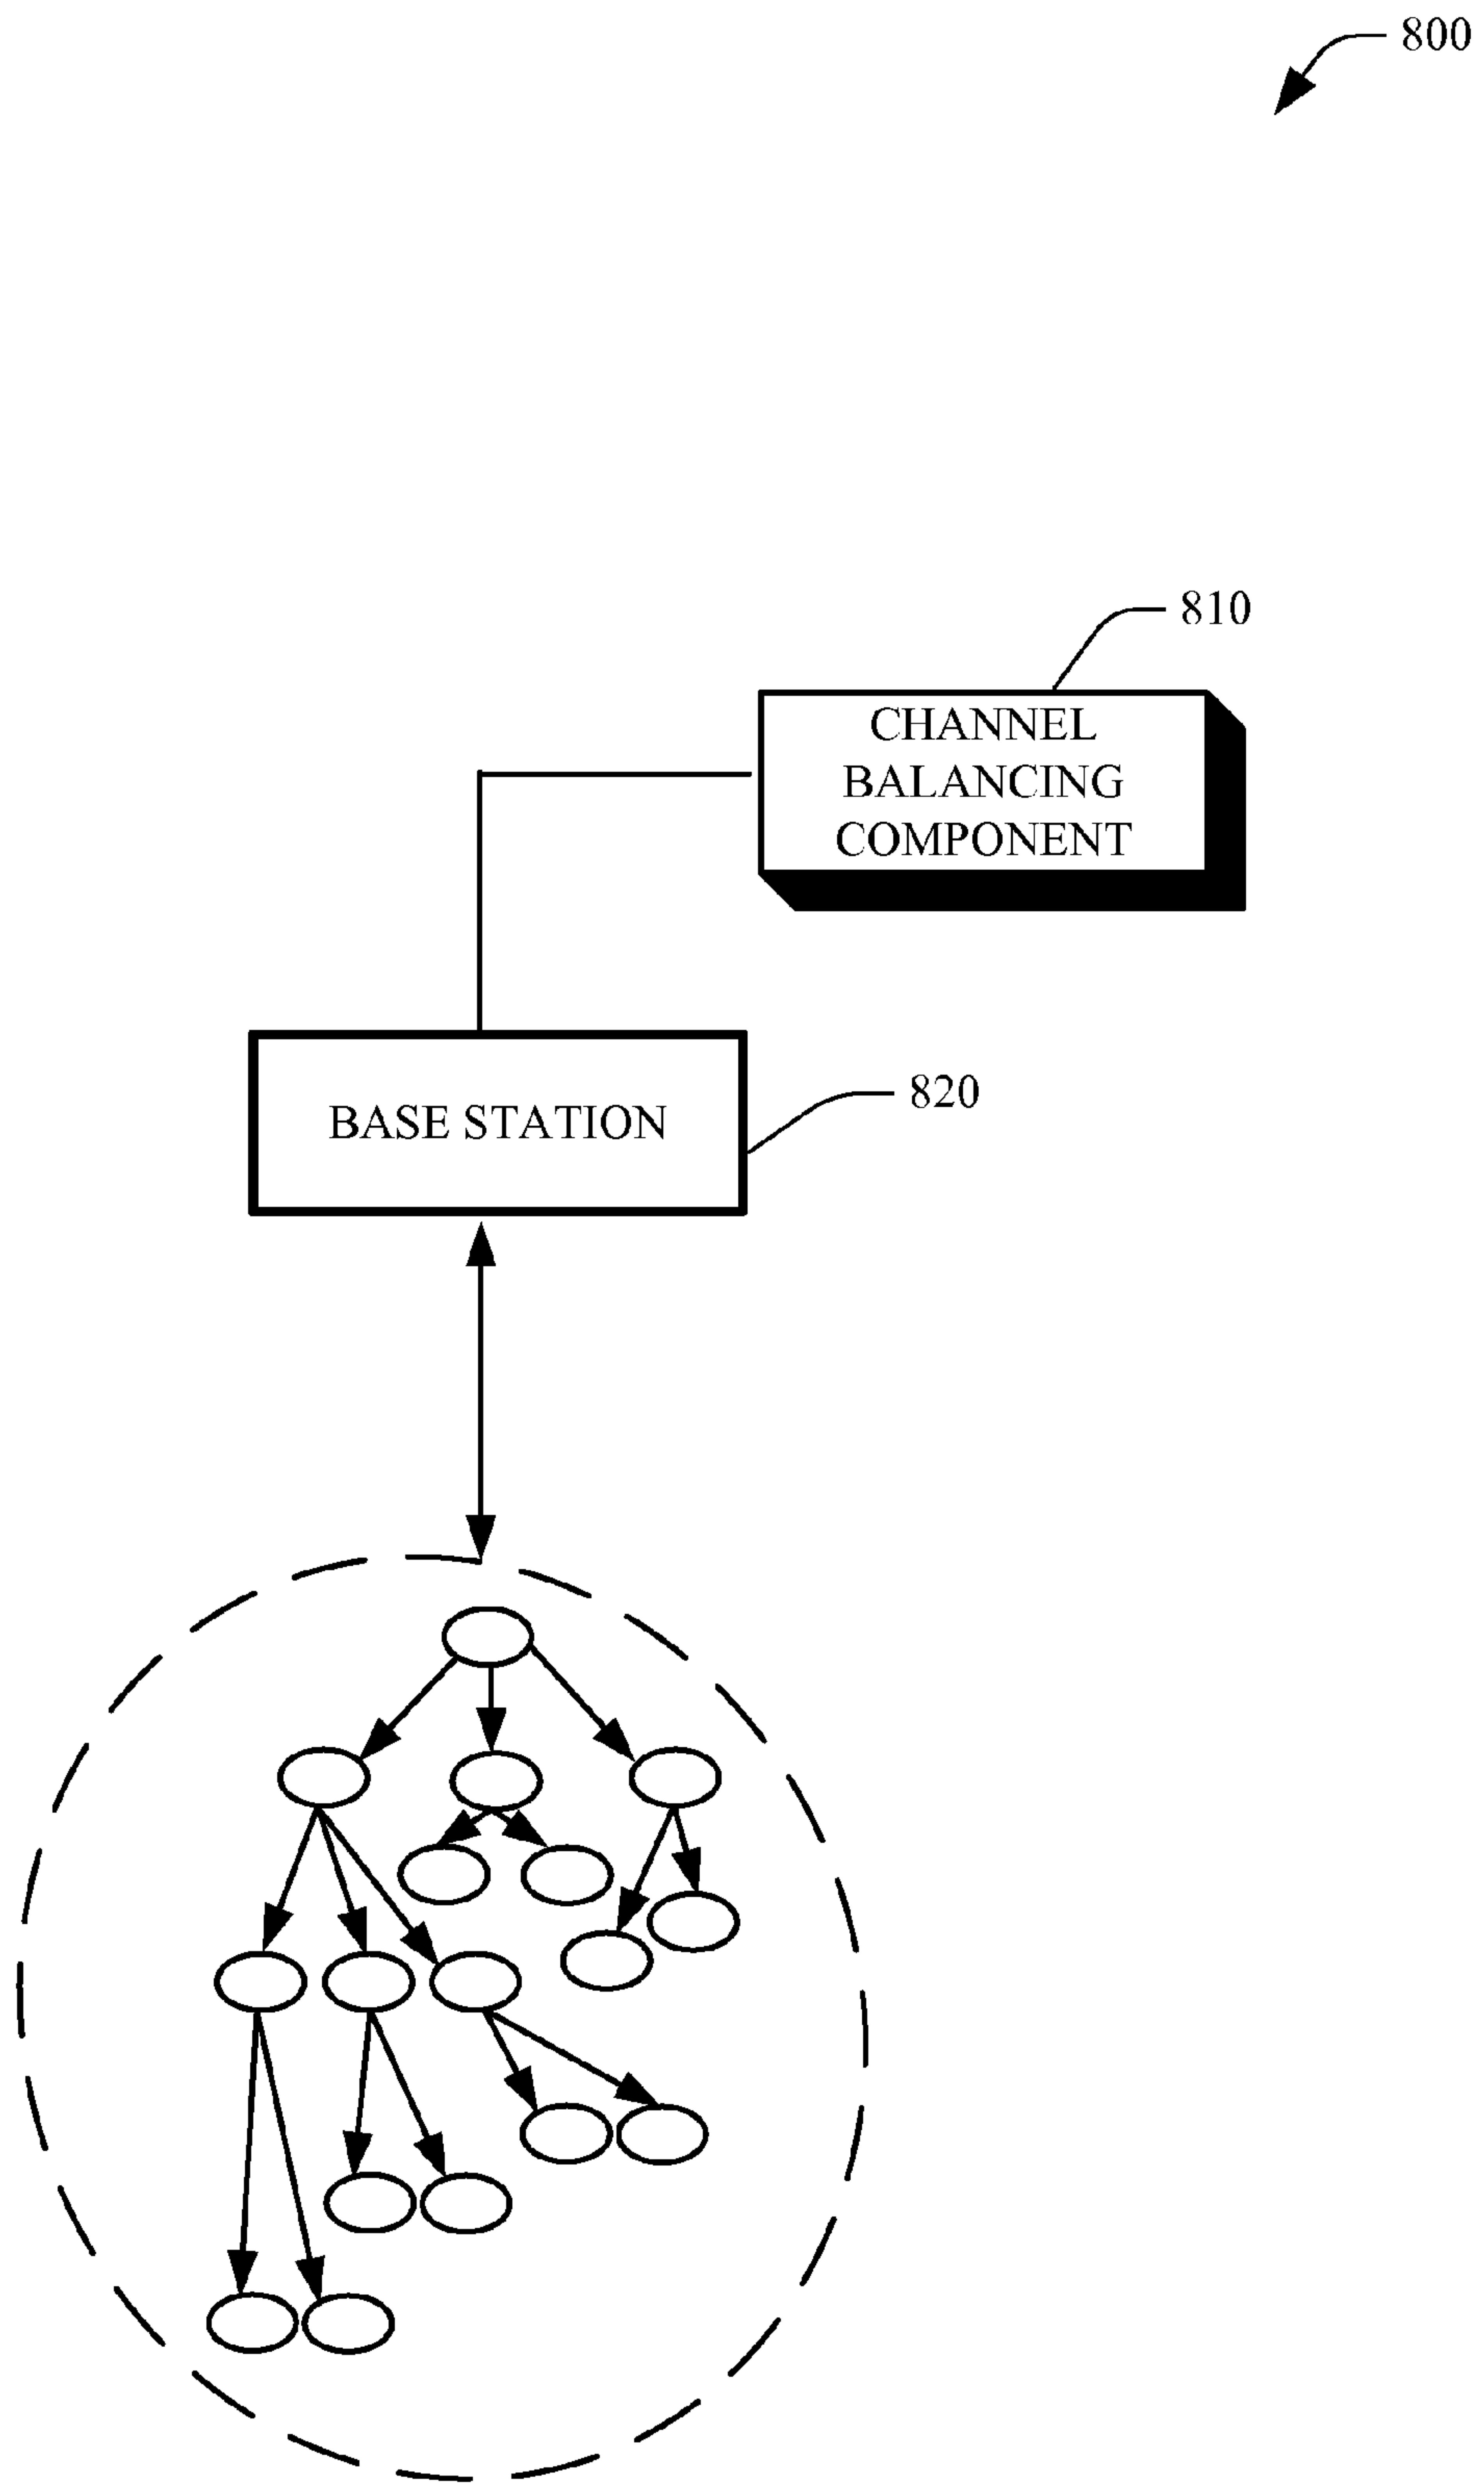 800
810
CHANNEL
BALANCING
COMPONENT
BASE STATION
820